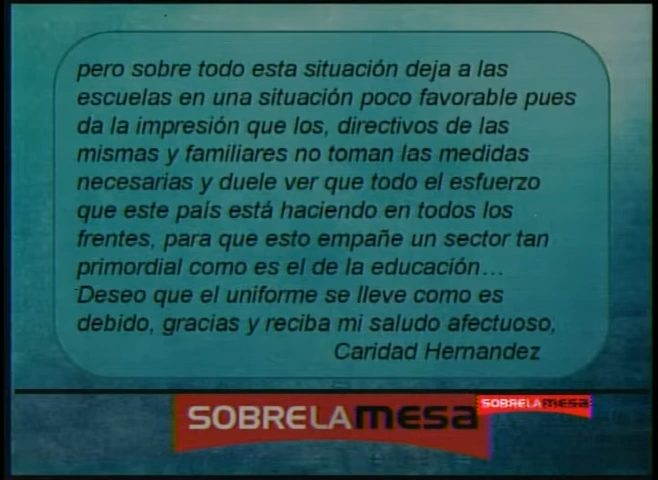 pero sobre todo esta situación deja a las
escuelas en una situación poco favorable pues
da la impresión que los, directivos de las
mismas y familiares no toman las medidas
necesarias y duele ver que todo el esfuerzo
que este país está haciendo en todos los
frentes, para que esto empañe un sector tan
primordial como es el de la educación…
Deseo que el uniforme se lleve como es
debido, gracias y reciba mi saludo afectuoso,
Caridad Hernandez
SOBRELAMESA
SOBRELAMESA